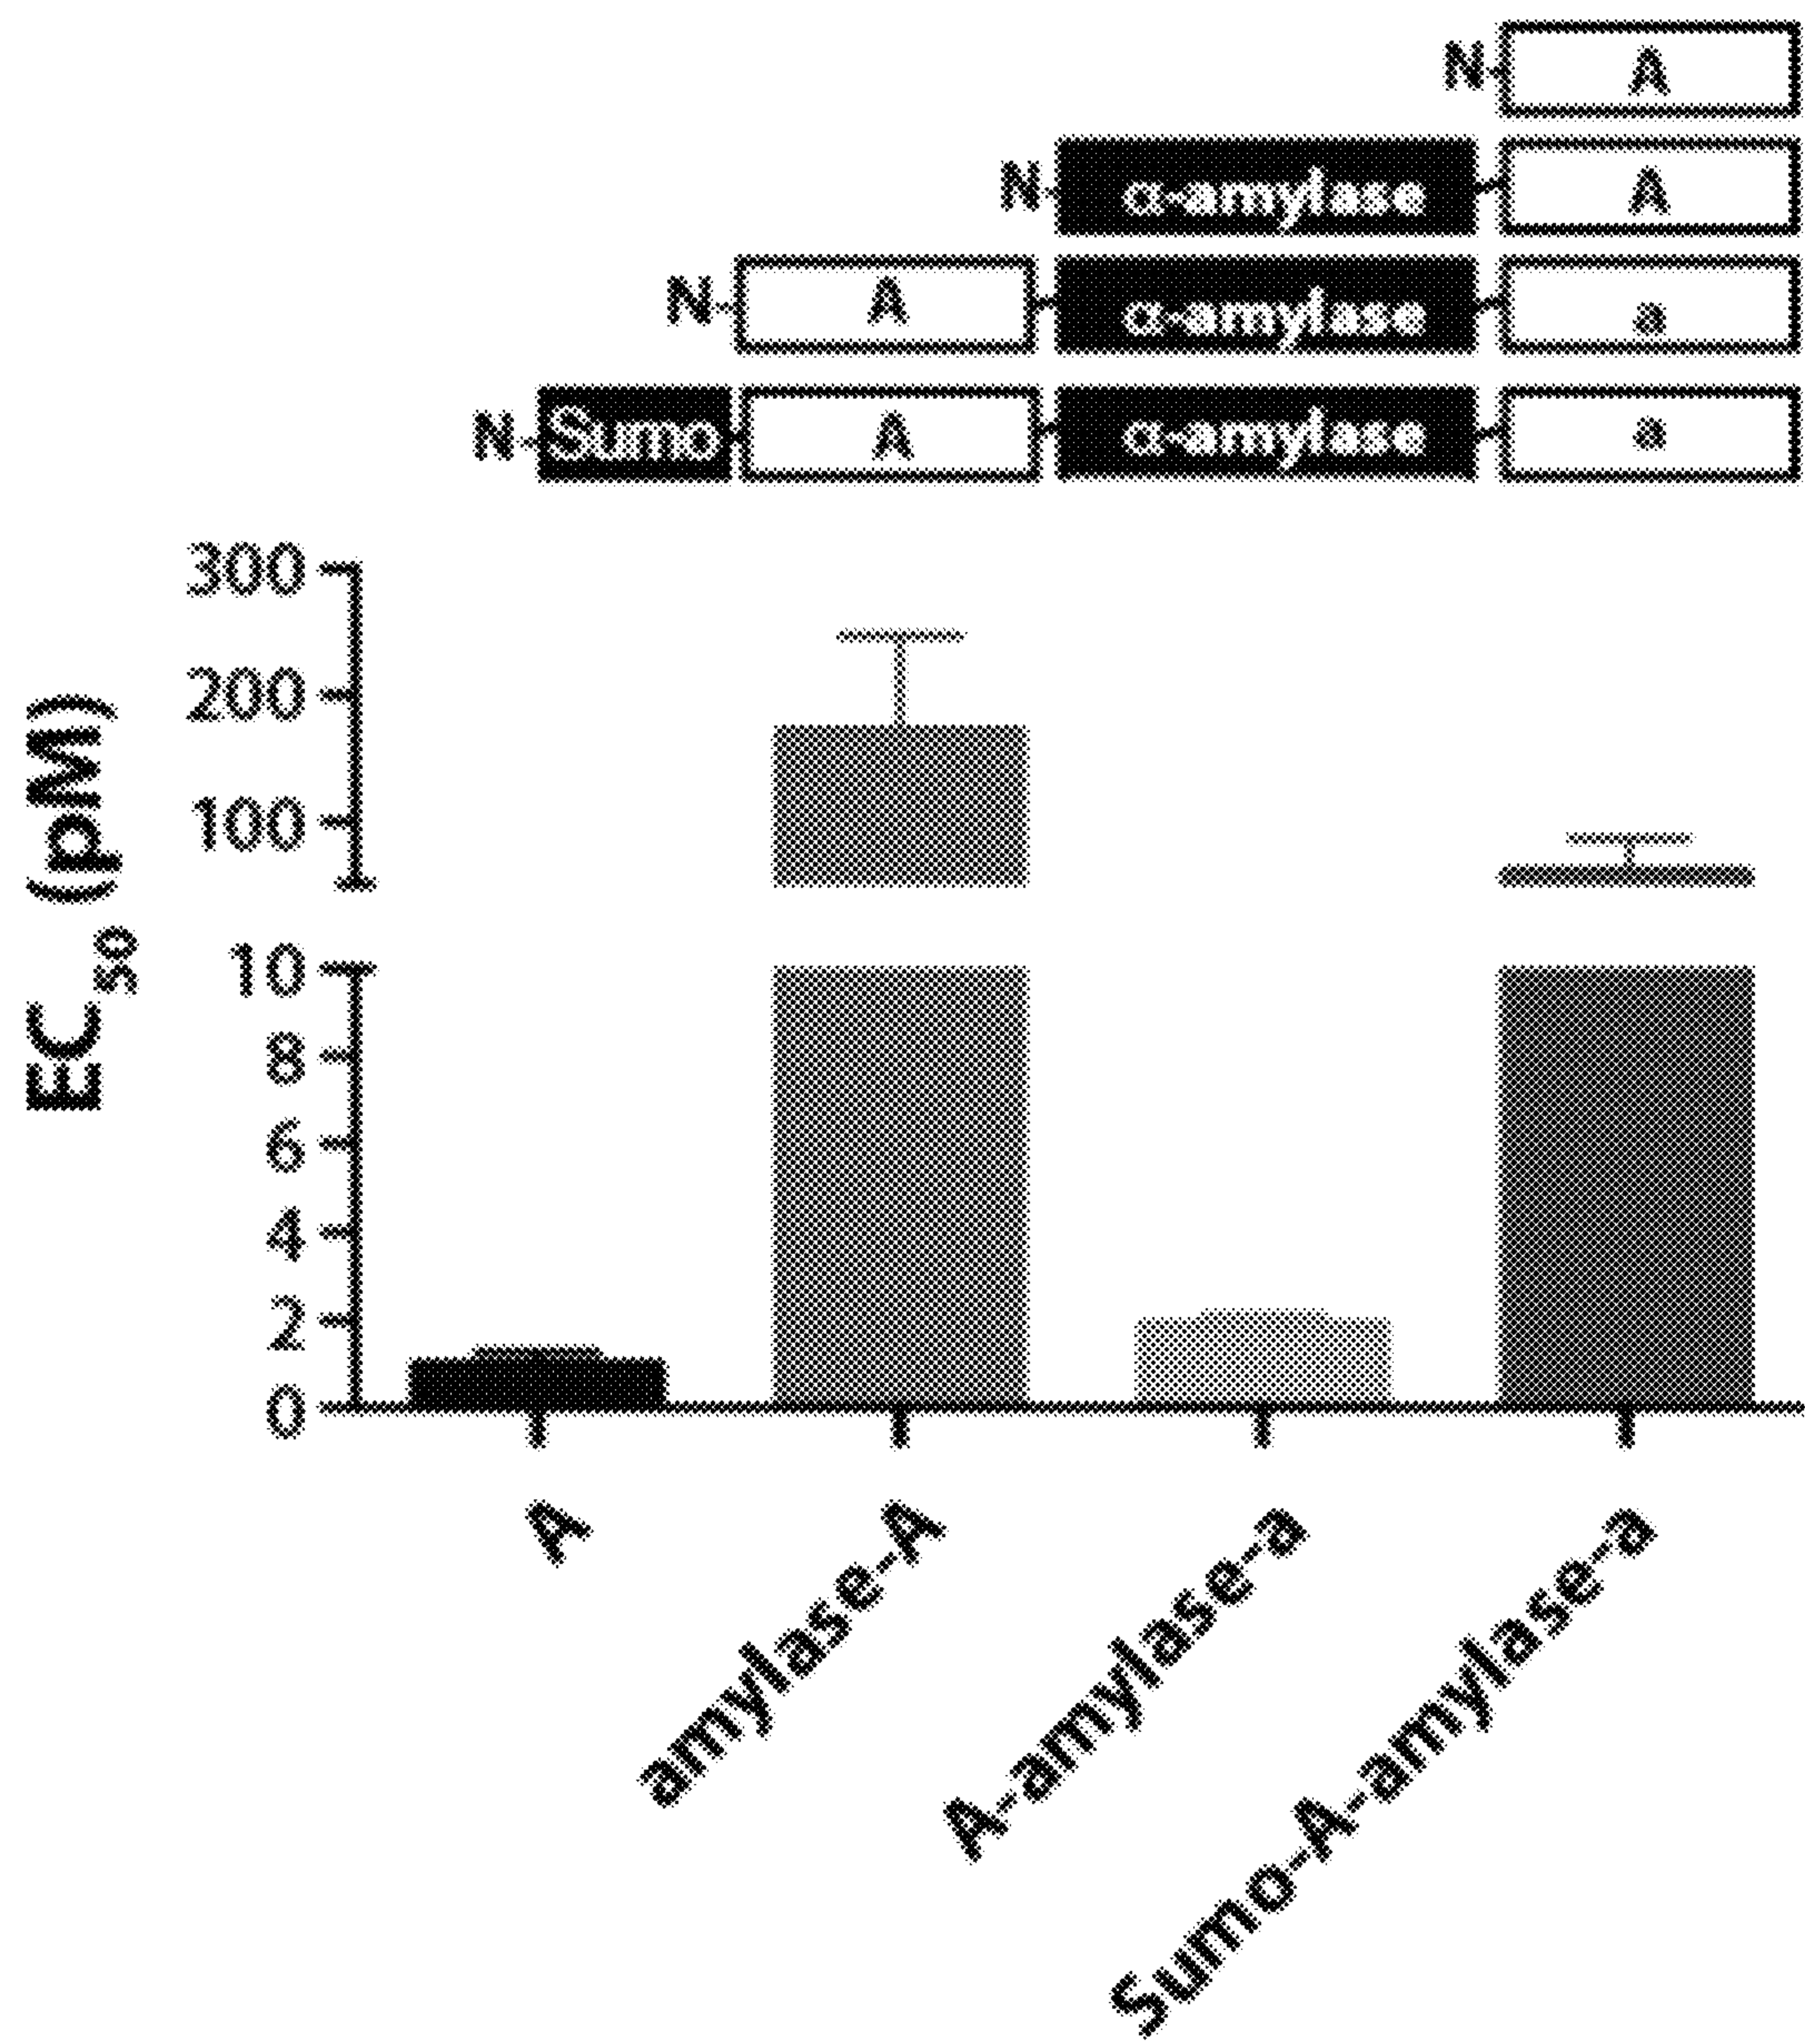 N A
N α-amylase A
N A α-amylase a
N Sumo A α-amylase a
EC50 (pM)
300
200
100
10
8
6
4
2
0
A
amylase-A
A-amylase-a
Sumo-A-amylase-a